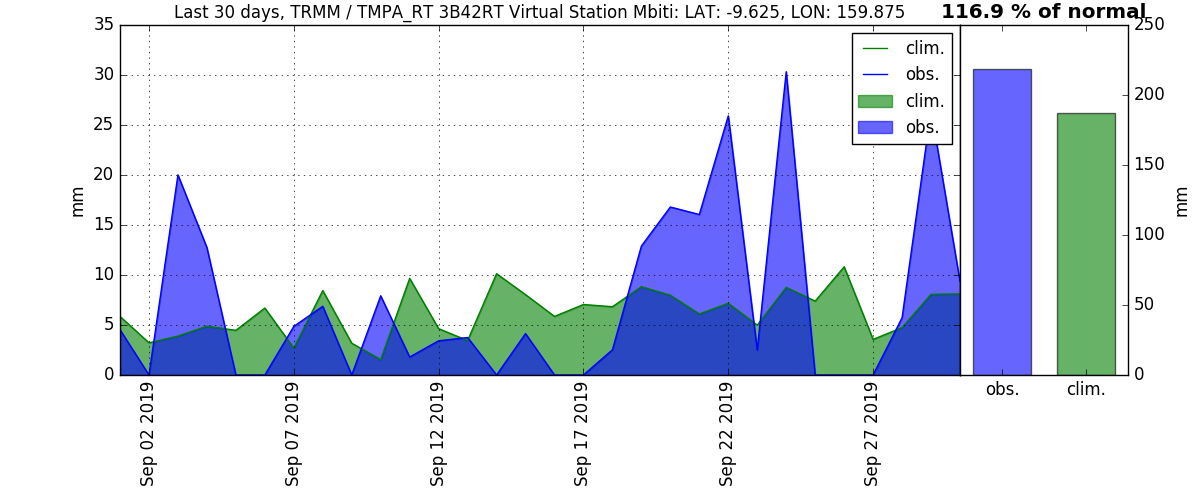 Last 30 days, TRMM / TMPA_RT 3B42RT Virtual Station Mbiti: LAT: -9.625, LON: 159.875
116.9 % of normal
35
30
25
20
15
10
5
0
mm
clim.
obs.
clim.
obs.
Sep 02 2019
Sep 07 2019
Sep 12 2019
Sep 17 2019
Sep 22 2019
Sep 27 2019
250
200
150
100
50
0
mm
obs.
clim.